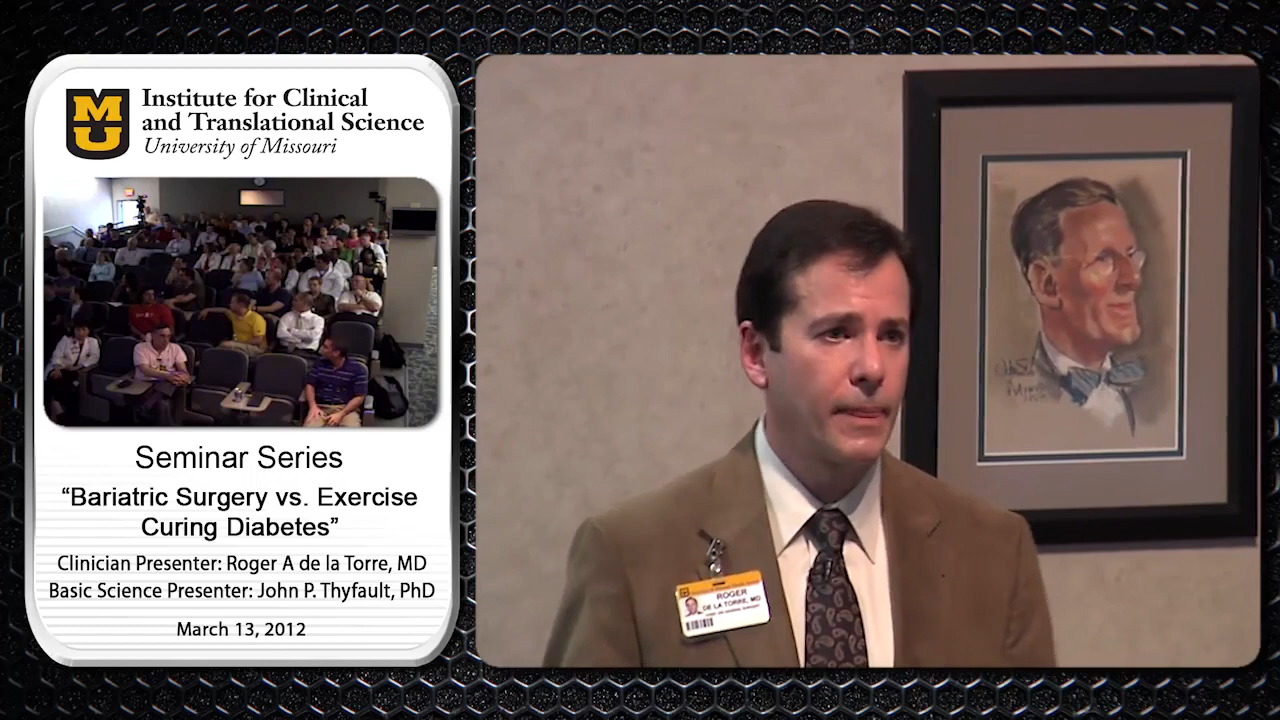 MU
Institute for Clinical
and Translational Science
University of Missouri
Seminar Series
“Bariatric Surgery vs. Exercise
Curing Diabetes”
Clinician Presenter: Roger A de la Torre, MD
Basic Science Presenter: John P. Thyfault, PhD
March 13, 2012
ROGER
DE LA TORRE, MD